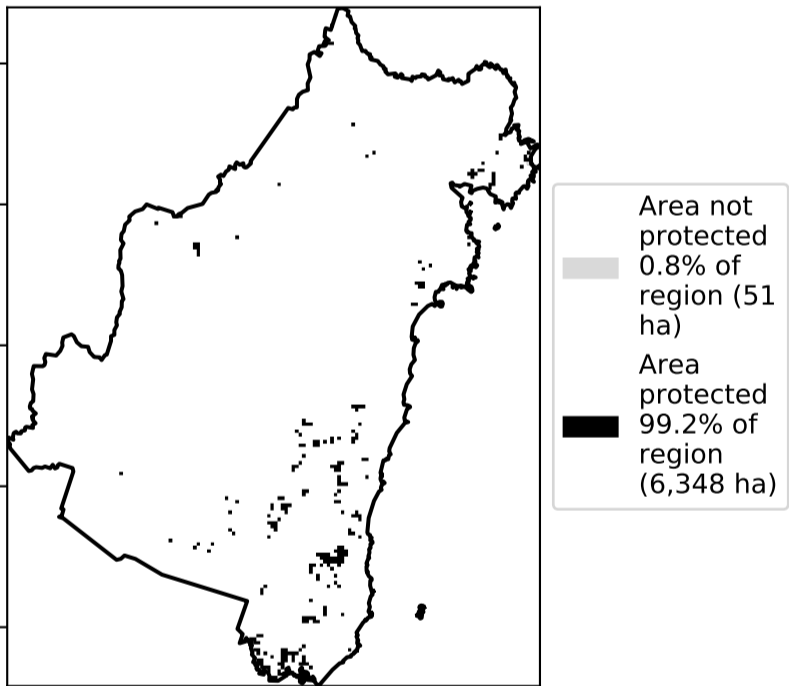 Area not
protected
0.8% of
region (51
ha)
Area
protected
99.2% of
region
(6,348 ha)